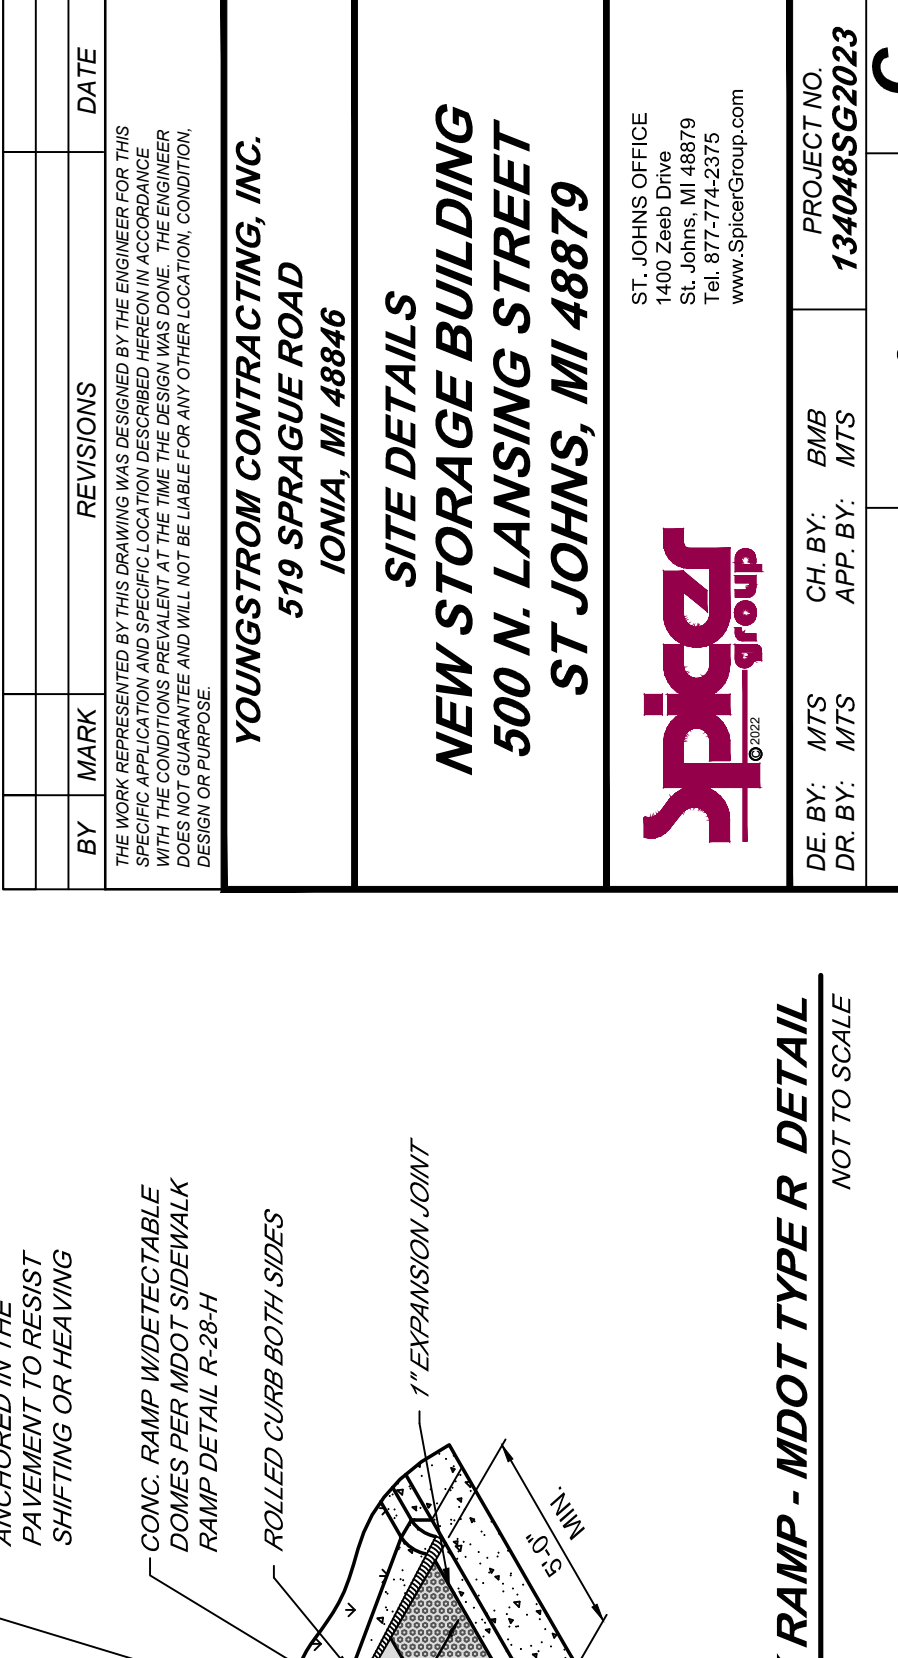 ANCHORED IN THE
PAVEMENT TO RESIST
SHIFTING OR HEAVING
CONC. RAMP W/DETECTABLE
DOMES PER MDOT SIDEWALK
RAMP DETAIL R-28-H
ROLLED CURB BOTH SIDES
1" EXPANSION JOINT
5'-0"
MIN.
RAMP - MDOT TYPE R DETAIL
NOT TO SCALE
BY MARK REVISIONS DATE
THE WORK REPRESENTED BY THIS DRAWING WAS DESIGNED BY THE ENGINEER FOR THIS
SPECIFIC APPLICATION AND SPECIFIC LOCATION DESCRIBED HEREON IN ACCORDANCE
WITH THE CONDITIONS PREVALENT AT THE TIME THE DESIGN WAS DONE. THE ENGINEER
DOES NOT GUARANTEE AND WILL NOT BE LIABLE FOR ANY OTHER LOCATION, CONDITION,
DESIGN OR PURPOSE.
YOUNGSTROM CONTRACTING, INC.
519 SPRAGUE ROAD
IONIA, MI 48846
SITE DETAILS
NEW STORAGE BUILDING
500 N. LANSING STREET
ST JOHNS, MI 48879
spicer
group
© 2022
ST. JOHNS OFFICE
1400 Zeeb Drive
St. Johns, MI 48879
Tel. 877-774-2375
www.SpicerGroup.com
DE. BY: MTS CH. BY: BMB PROJECT NO.
DR. BY: MTS APP. BY: MTS 134048SG2023